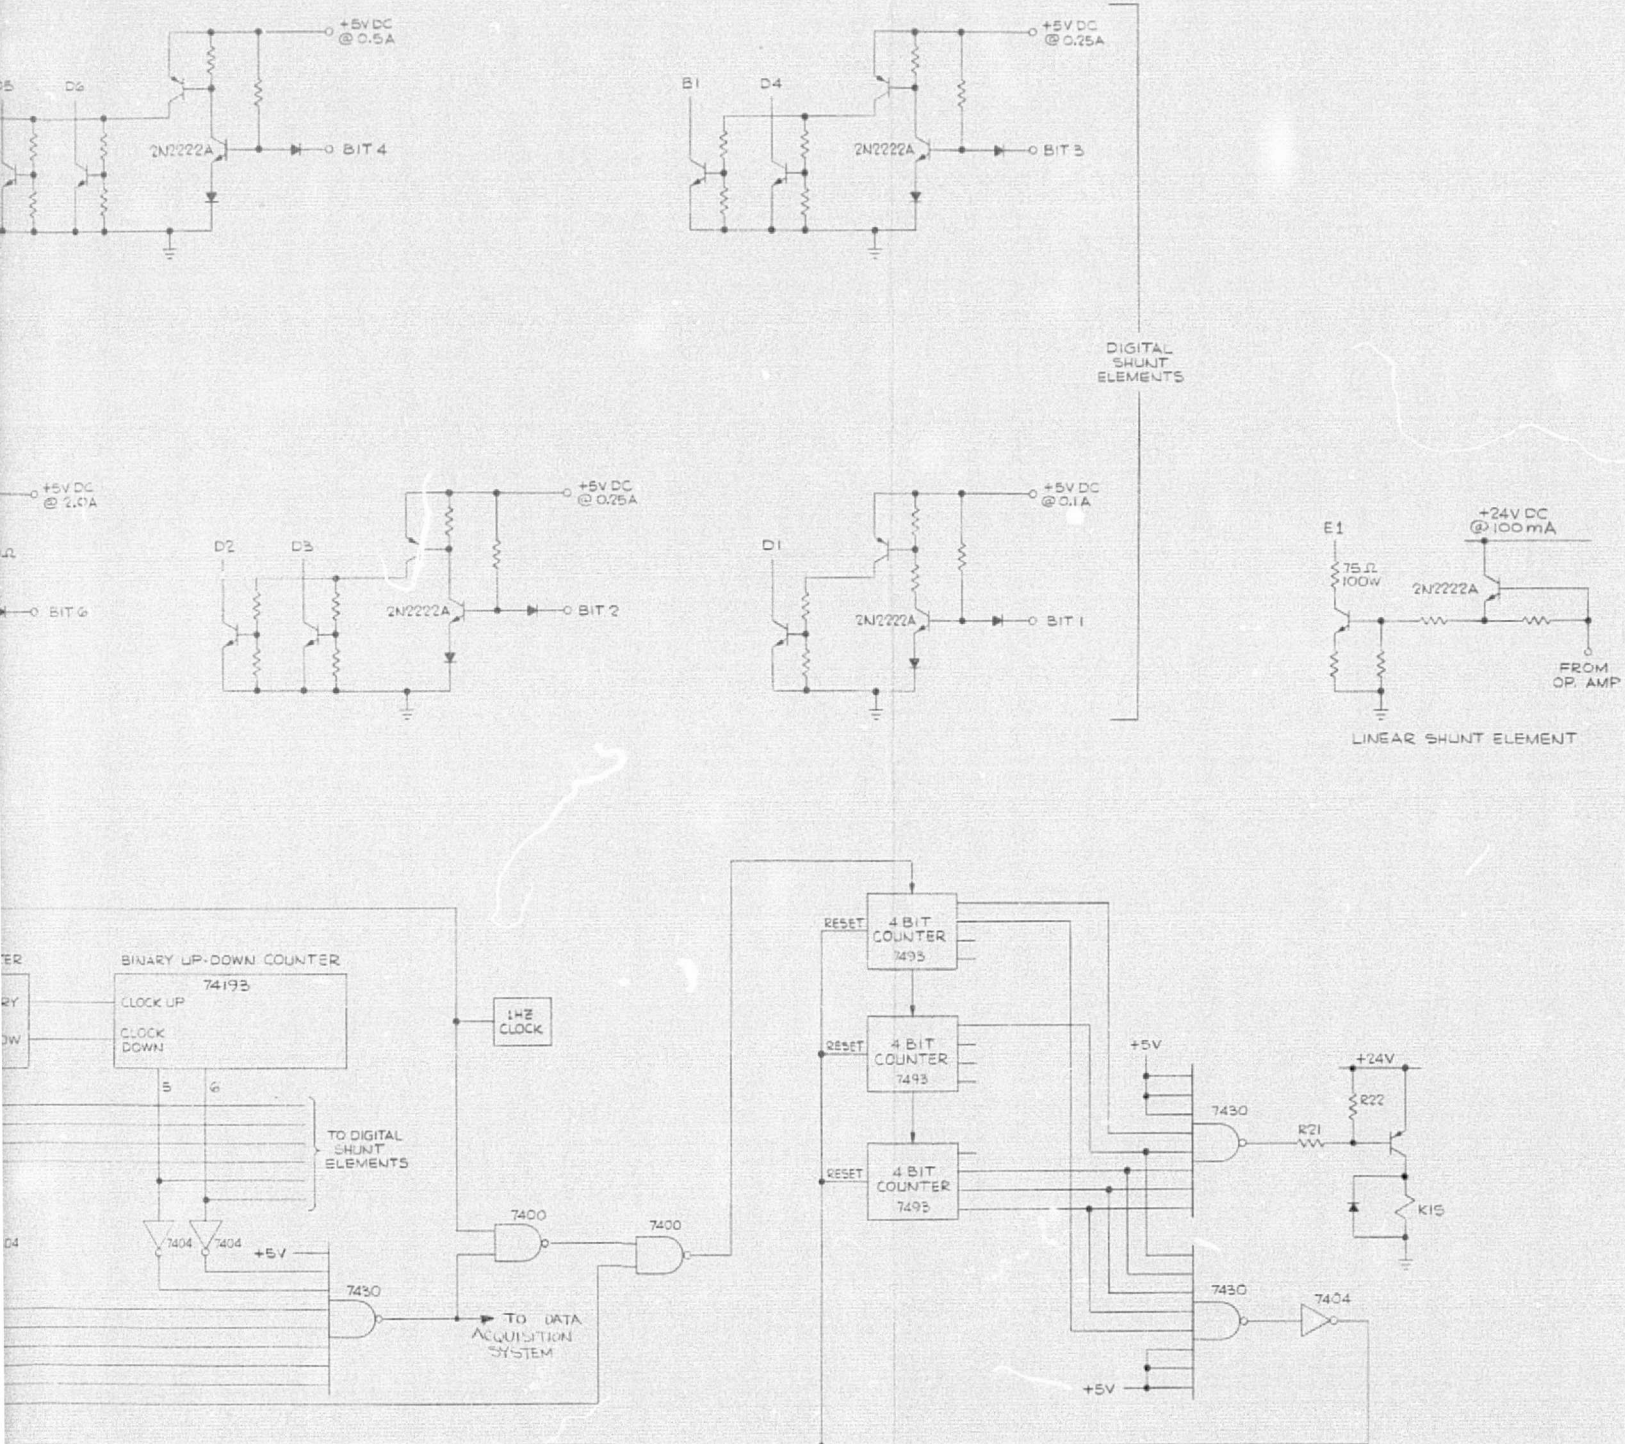 +5V DC
@ 0.5A
D6
2N2222A
BIT 4
+5V DC
@ 0.25A
B1
D4
2N2222A
BIT 3
DIGITAL
SHUNT
ELEMENTS
+5V DC
@ 2.0A
Ω
BIT 6
+5V DC
@ 0.25A
D2
D3
2N2222A
BIT 2
+5V DC
@ 0.1A
D1
2N2222A
BIT 1
+24V DC
@ 100mA
E1
75Ω
100W
2N2222A
FROM
OP. AMP
LINEAR SHUNT ELEMENT
BINARY UP-DOWN COUNTER
74193
CLOCK UP
CLOCK
DOWN
5
6
1HZ
CLOCK
TO DIGITAL
SHUNT
ELEMENTS
7404
7404
04
+5V
7430
7400
7400
TO DATA
ACQUISITION
SYSTEM
RESET
4 BIT
COUNTER
7493
RESET
4 BIT
COUNTER
7493
RESET
4 BIT
COUNTER
7493
+5V
7430
R21
+24V
R22
K15
7430
7404
+5V